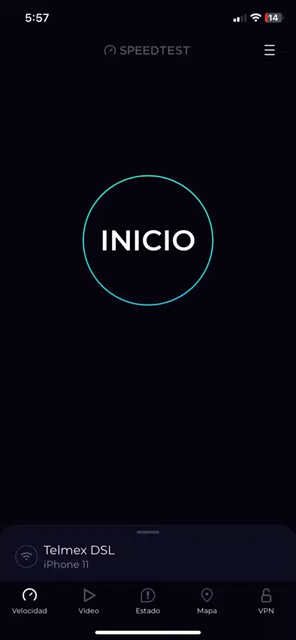 5:57
14
SPEEDTEST
INICIO
Telmex DSL
iPhone 11
Velocidad
Video
Estado
Mapa
VPN